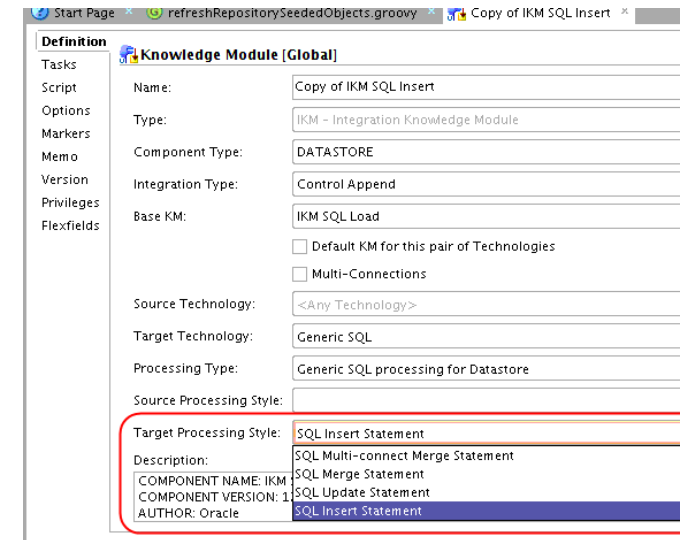 Start Page
refreshRepositorySeededObjects.groovy
Copy of IKM SQL Insert
Definition
Tasks
Script
Options
Markers
Memo
Version
Privileges
Flexfields
Knowledge Module [Global]
Name: Copy of IKM SQL Insert
Type: IKM - Integration Knowledge Module
Component Type: DATASTORE
Integration Type: Control Append
Base KM: IKM SQL Load
Default KM for this pair of Technologies
Multi-Connections
Source Technology: <Any Technology>
Target Technology: Generic SQL
Processing Type: Generic SQL processing for Datastore
Source Processing Style:
Target Processing Style: SQL Insert Statement
Description:
COMPONENT NAME: IKM
COMPONENT VERSION:
AUTHOR: Oracle
SQL Multi-connect Merge Statement
SQL Merge Statement
SQL Update Statement
SQL Insert Statement